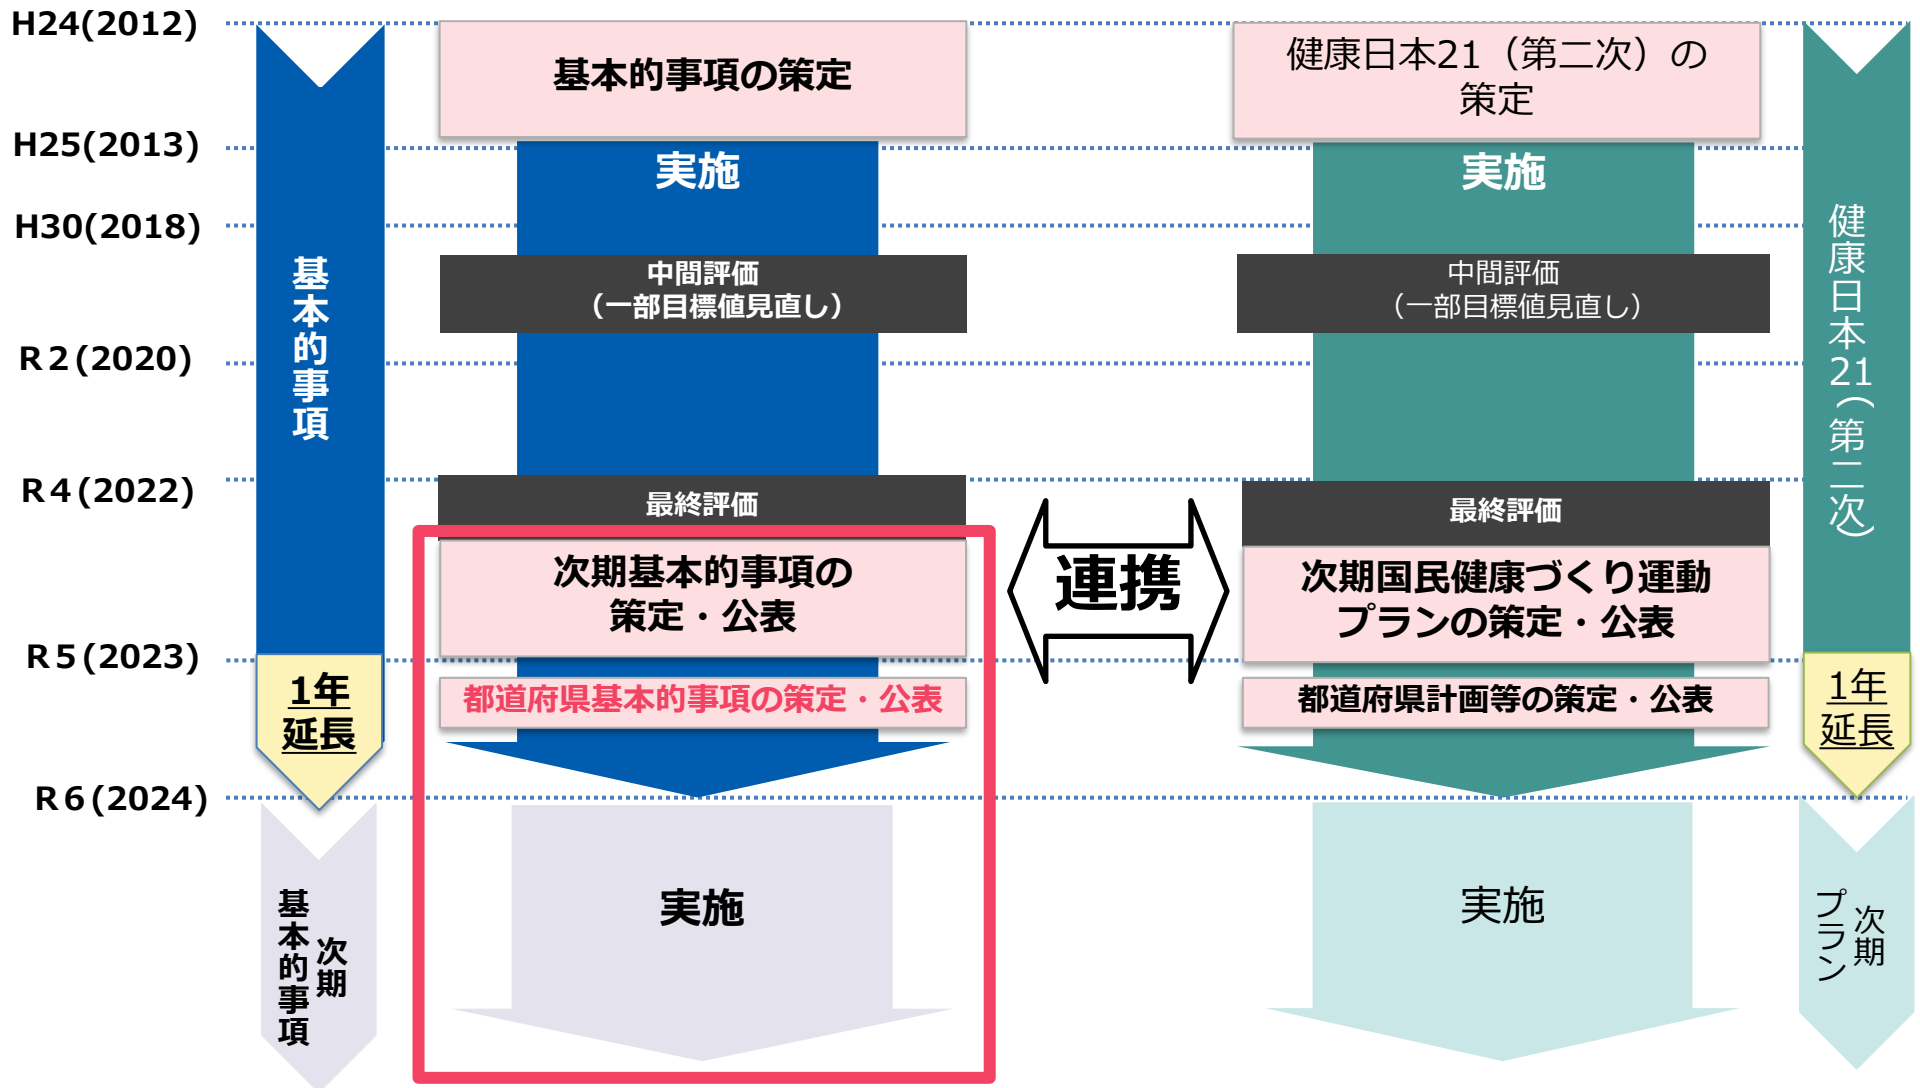 H24(2012)
H25(2013)
H30(2018)
R2(2020)
R4(2022)
R5(2023)
R6(2024)
基本的事項
1年
延長
次期
基本的事項
基本的事項の策定
実施
中間評価
（一部目標値見直し）
最終評価
次期基本的事項の
策定・公表
都道府県基本的事項の策定・公表
実施
連携
健康日本21（第二次）の
策定
実施
中間評価
（一部目標値見直し）
最終評価
次期国民健康づくり運動
プランの策定・公表
都道府県計画等の策定・公表
実施
健康日本21（第二次）
1年
延長
次期
プラン